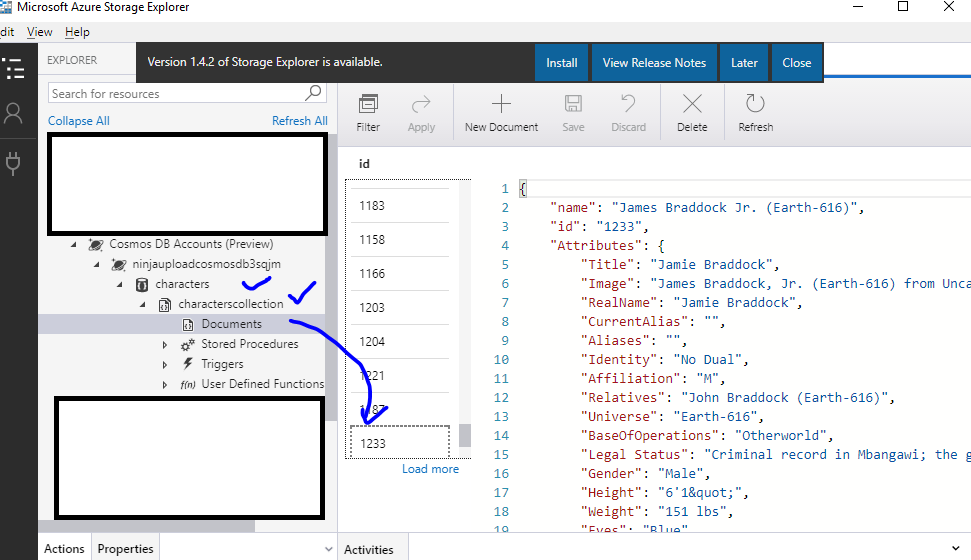 Microsoft Azure Storage Explorer
dit View Help
EXPLORER
Version 1.4.2 of Storage Explorer is available.
Install
View Release Notes
Later
Close
Search for resources
Collapse All
Refresh All
Cosmos DB Accounts (Preview)
ninjauploadcosmosdb3sqjm
characters
characterscollection
Documents
Stored Procedures
Triggers
f(n) User Defined Functions
Actions
Properties
Filter
Apply
New Document
Save
Discard
Delete
Refresh
id
1183
1158
1166
1203
1204
1221
1187
1233
Load more
1 {
2 "name": "James Braddock Jr. (Earth-616)",
3 "id": "1233",
4 "Attributes": {
5 "Title": "Jamie Braddock",
6 "Image": "James Braddock, Jr. (Earth-616) from Unca
7 "RealName": "Jamie Braddock",
8 "CurrentAlias": "",
9 "Aliases": "",
10 "Identity": "No Dual",
11 "Affiliation": "M",
12 "Relatives": "John Braddock (Earth-616)",
13 "Universe": "Earth-616",
14 "BaseOfOperations": "Otherworld",
15 "Legal Status": "Criminal record in Mbangawi; the g
16 "Gender": "Male",
17 "Height": "6'1&quot;",
18 "Weight": "151 lbs",
19 "Eyes": "Blue"
Activities